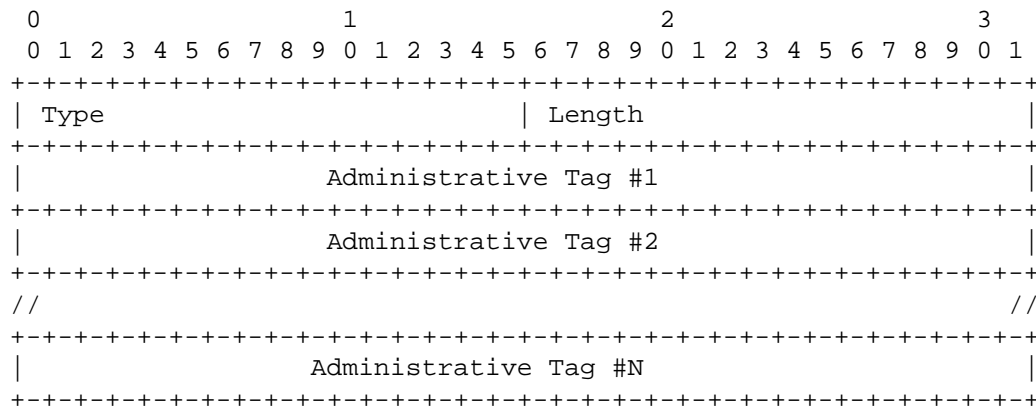 0                   1                   2                   3
 0 1 2 3 4 5 6 7 8 9 0 1 2 3 4 5 6 7 8 9 0 1 2 3 4 5 6 7 8 9 0 1
+-+-+-+-+-+-+-+-+-+-+-+-+-+-+-+-+-+-+-+-+-+-+-+-+-+-+-+-+-+-+-+-+
| Type                          | Length                        |
+-+-+-+-+-+-+-+-+-+-+-+-+-+-+-+-+-+-+-+-+-+-+-+-+-+-+-+-+-+-+-+-+
|                   Administrative Tag #1                       |
+-+-+-+-+-+-+-+-+-+-+-+-+-+-+-+-+-+-+-+-+-+-+-+-+-+-+-+-+-+-+-+-+
|                   Administrative Tag #2                       |
+-+-+-+-+-+-+-+-+-+-+-+-+-+-+-+-+-+-+-+-+-+-+-+-+-+-+-+-+-+-+-+-+
//                                                             //
+-+-+-+-+-+-+-+-+-+-+-+-+-+-+-+-+-+-+-+-+-+-+-+-+-+-+-+-+-+-+-+-+
|                  Administrative Tag #N                        |
+-+-+-+-+-+-+-+-+-+-+-+-+-+-+-+-+-+-+-+-+-+-+-+-+-+-+-+-+-+-+-+-+